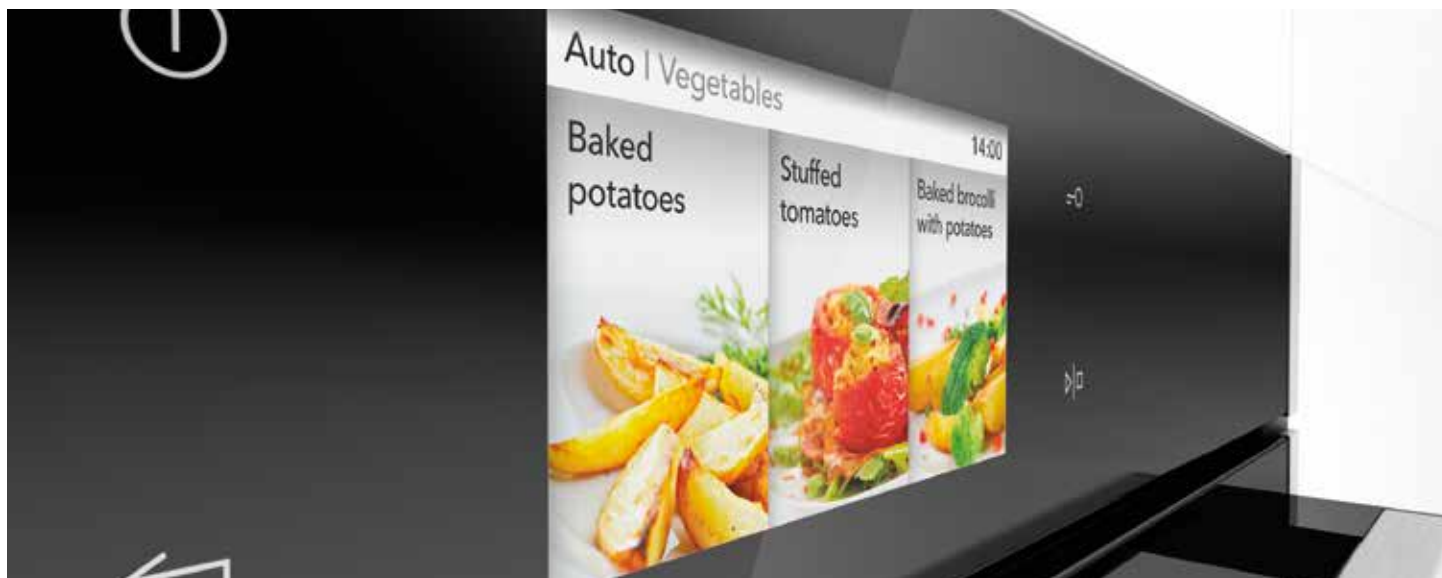 Auto | Vegetables
14:00
Baked
potatoes
Stuffed
tomatoes
Baked brocolli
with potatoes